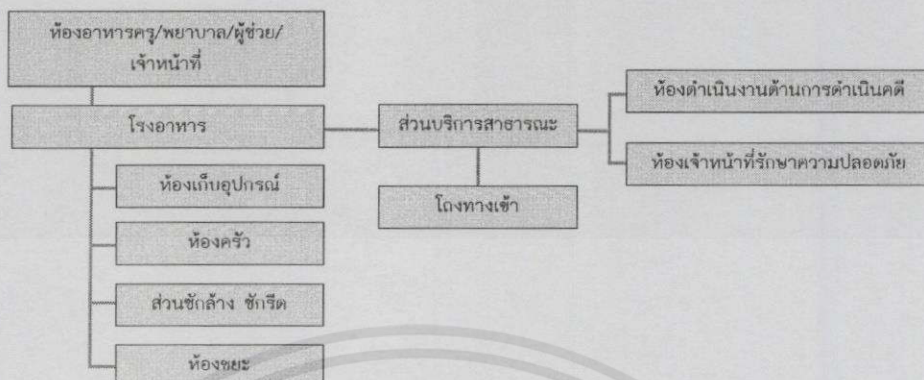 ห้องอาหารครู/พยาบาล/ผู้ช่วย/
เจ้าหน้าที่
โรงอาหาร
ห้องเก็บอุปกรณ์
ห้องครัว
ส่วนซักล้าง ซักรีด
ห้องขยะ
ส่วนบริการสาธารณะ
โถงทางเข้า
ห้องดำเนินงานด้านการดำเนินคดี
ห้องเจ้าหน้าที่รักษาความปลอดภัย